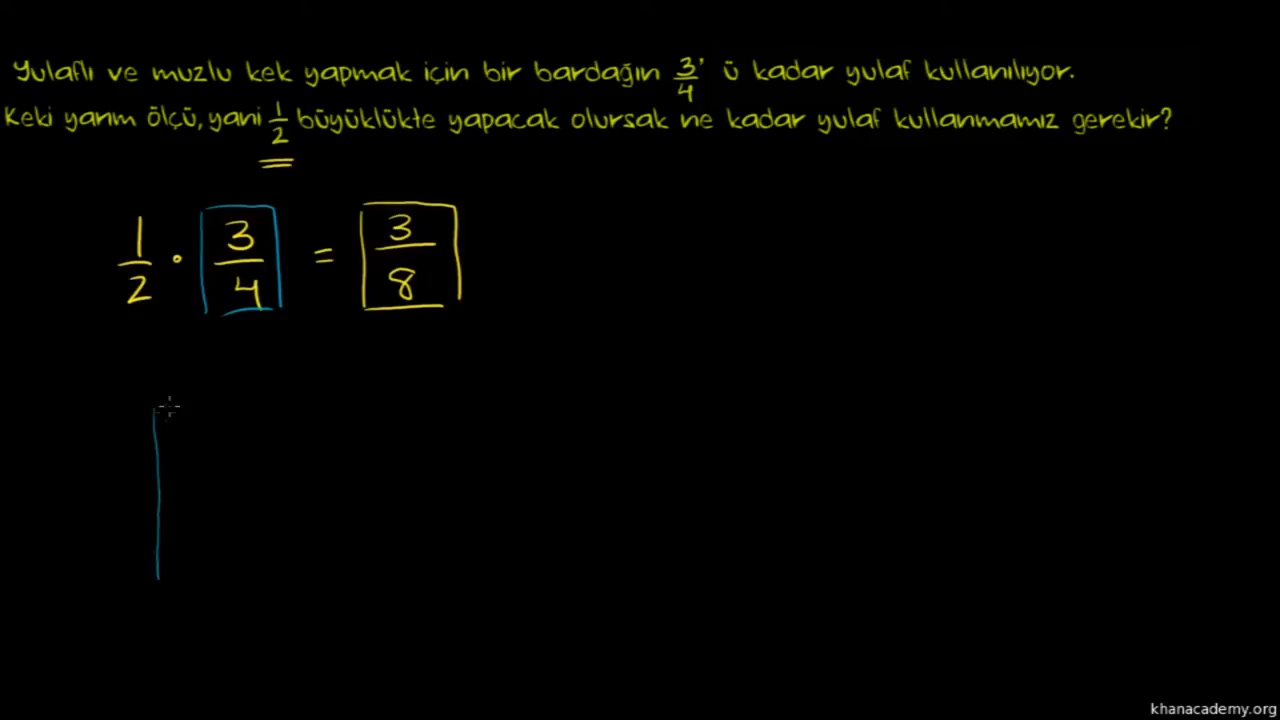 Yulaflı ve muzlu kek yapmak için bir bardağın 3/4' ü kadar yulaf kullanılıyor.
Keki yarım ölçü, yani 1/2 büyüklükte yapacak olursak ne kadar yulaf kullanmamız gerekir?
1/2 · 3/4 = 3/8
khanacademy.org